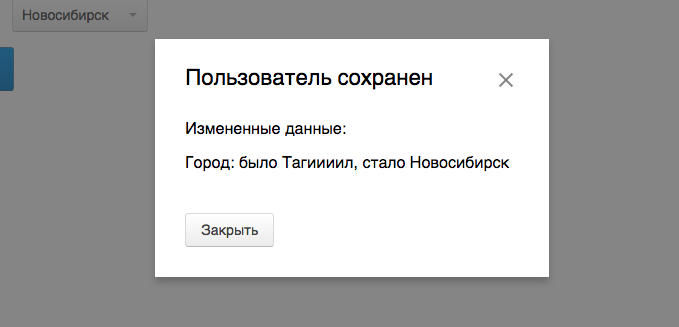 Новосибирск
Пользователь сохранен
Измененные данные:
Город: было Тагиииил, стало Новосибирск
Закрыть